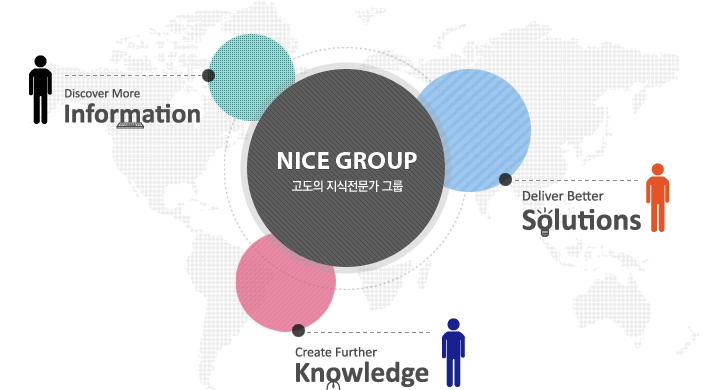 Discover More
Information
NICE GROUP
고도의 지식전문가 그룹
Deliver Better
Solutions
Create Further
Knowledge